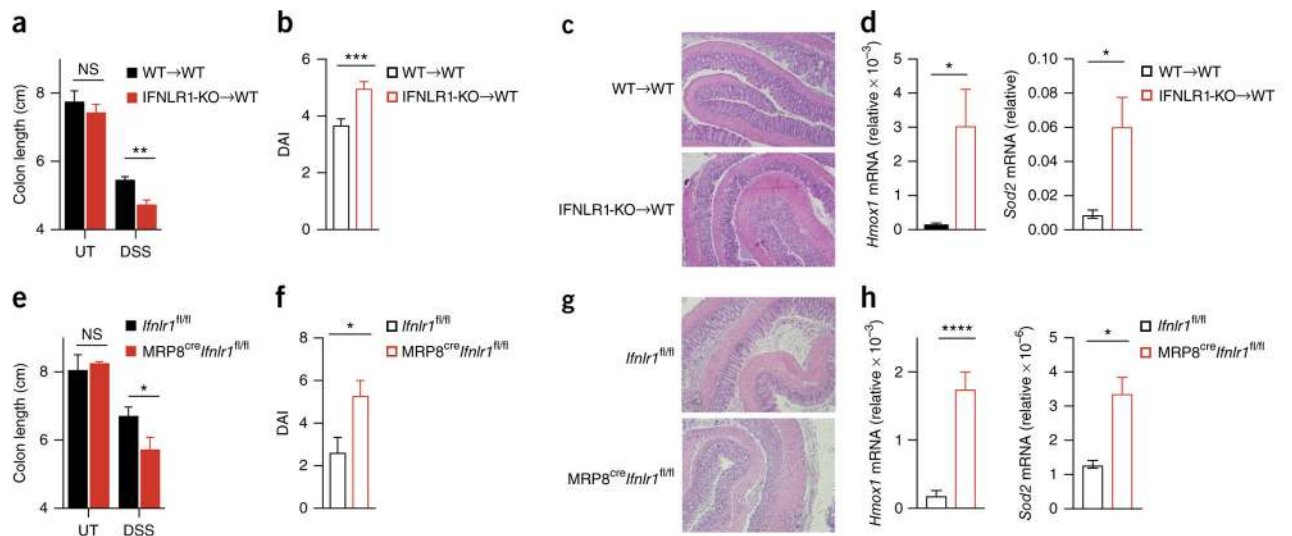 a
NS
8
6
4
Colon length (cm)
UT
DSS
**
WT→WT
IFNLR1-KO→WT
b
***
6
4
2
0
DAI
WT→WT
IFNLR1-KO→WT
c
WT→WT
IFNLR1-KO→WT
d
5
4
3
2
1
0
Hmox1 mRNA (relative × 10⁻³)
*
0.10
0.08
0.06
0.04
0.02
0.00
Sod2 mRNA (relative)
*
WT→WT
IFNLR1-KO→WT
e
NS
8
6
4
Colon length (cm)
UT
DSS
*
Ifnlr1fl/fl
MRP8creIfnlr1fl/fl
f
*
8
6
4
2
0
DAI
Ifnlr1fl/fl
MRP8creIfnlr1fl/fl
g
Ifnlr1fl/fl
MRP8creIfnlr1fl/fl
h
2
1
0
Hmox1 mRNA (relative × 10⁻³)
****
5
4
3
2
1
0
Sod2 mRNA (relative × 10⁻⁶)
*
Ifnlr1fl/fl
MRP8creIfnlr1fl/fl